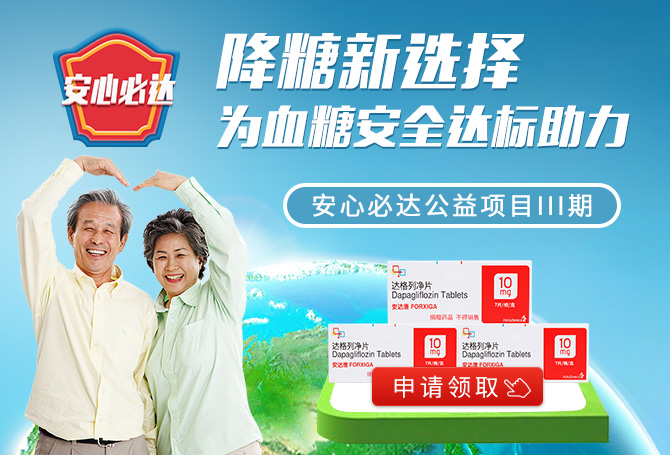 安心必达
降糖新选择
为血糖安全达标助力
安心必达公益项目III期
达格列净片
Dapagliflozin Tablets
安达唐 FORXIGA
捐赠药品 不得销售
10
mg
7片/板/盒
AstraZeneca
达格列净片
Dapagliflozin Tablets
安达唐 FORXIGA
10
mg
7片/板/盒
达格列净片
Dapagliflozin Tablets
安达唐 FORXIGA
10
mg
7片/板/盒
申请领取